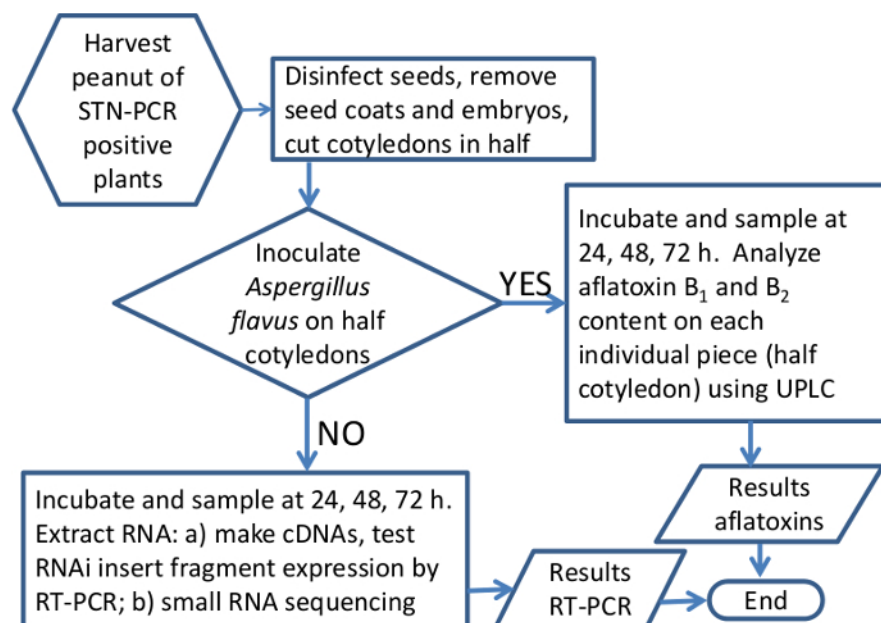 Harvest
peanut of
STN-PCR
positive
plants
Disinfect seeds, remove
seed coats and embryos,
cut cotyledons in half
Inoculate
Aspergillus
flavus on half
cotyledons
YES
Incubate and sample at
24, 48, 72 h. Analyze
aflatoxin B₁ and B₂
content on each
individual piece (half
cotyledon) using UPLC
NO
Incubate and sample at 24, 48, 72 h.
Extract RNA: a) make cDNAs, test
RNAi insert fragment expression by
RT-PCR; b) small RNA sequencing
Results
aflatoxins
Results
RT-PCR
End